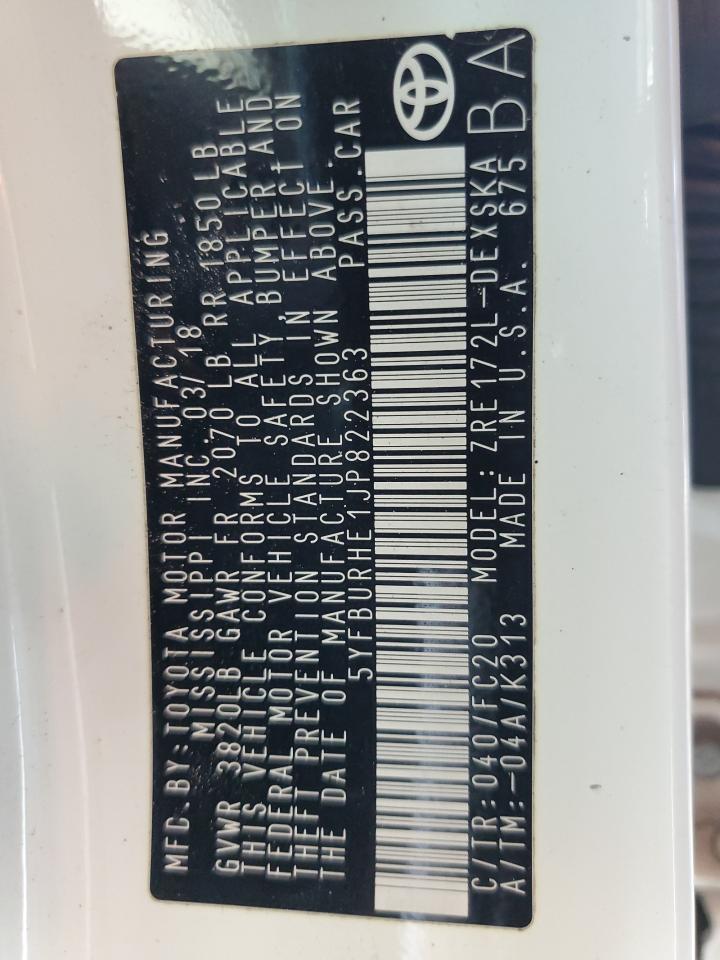 MFD.BY:TOYOTA MOTOR MANUFACTURING
MISSISSIPPI INC. 03/18
GVWR 3820LB GAWR FR 2070 LB RR 1850 LB
THIS VEHICLE CONFORMS TO ALL APPLICABLE
FEDERAL MOTOR VEHICLE SAFETY, BUMPER AND
THEFT PREVENTION STANDARDS IN EFFECT ON
THE DATE OF MANUFACTURE SHOWN ABOVE.
5YFBURHE1JP822363 PASS.CAR
C/TR:040/FC20 MODEL:ZRE172L-DEXSKA
A/TM:-04A/K313 MADE IN U.S.A. 675 BA